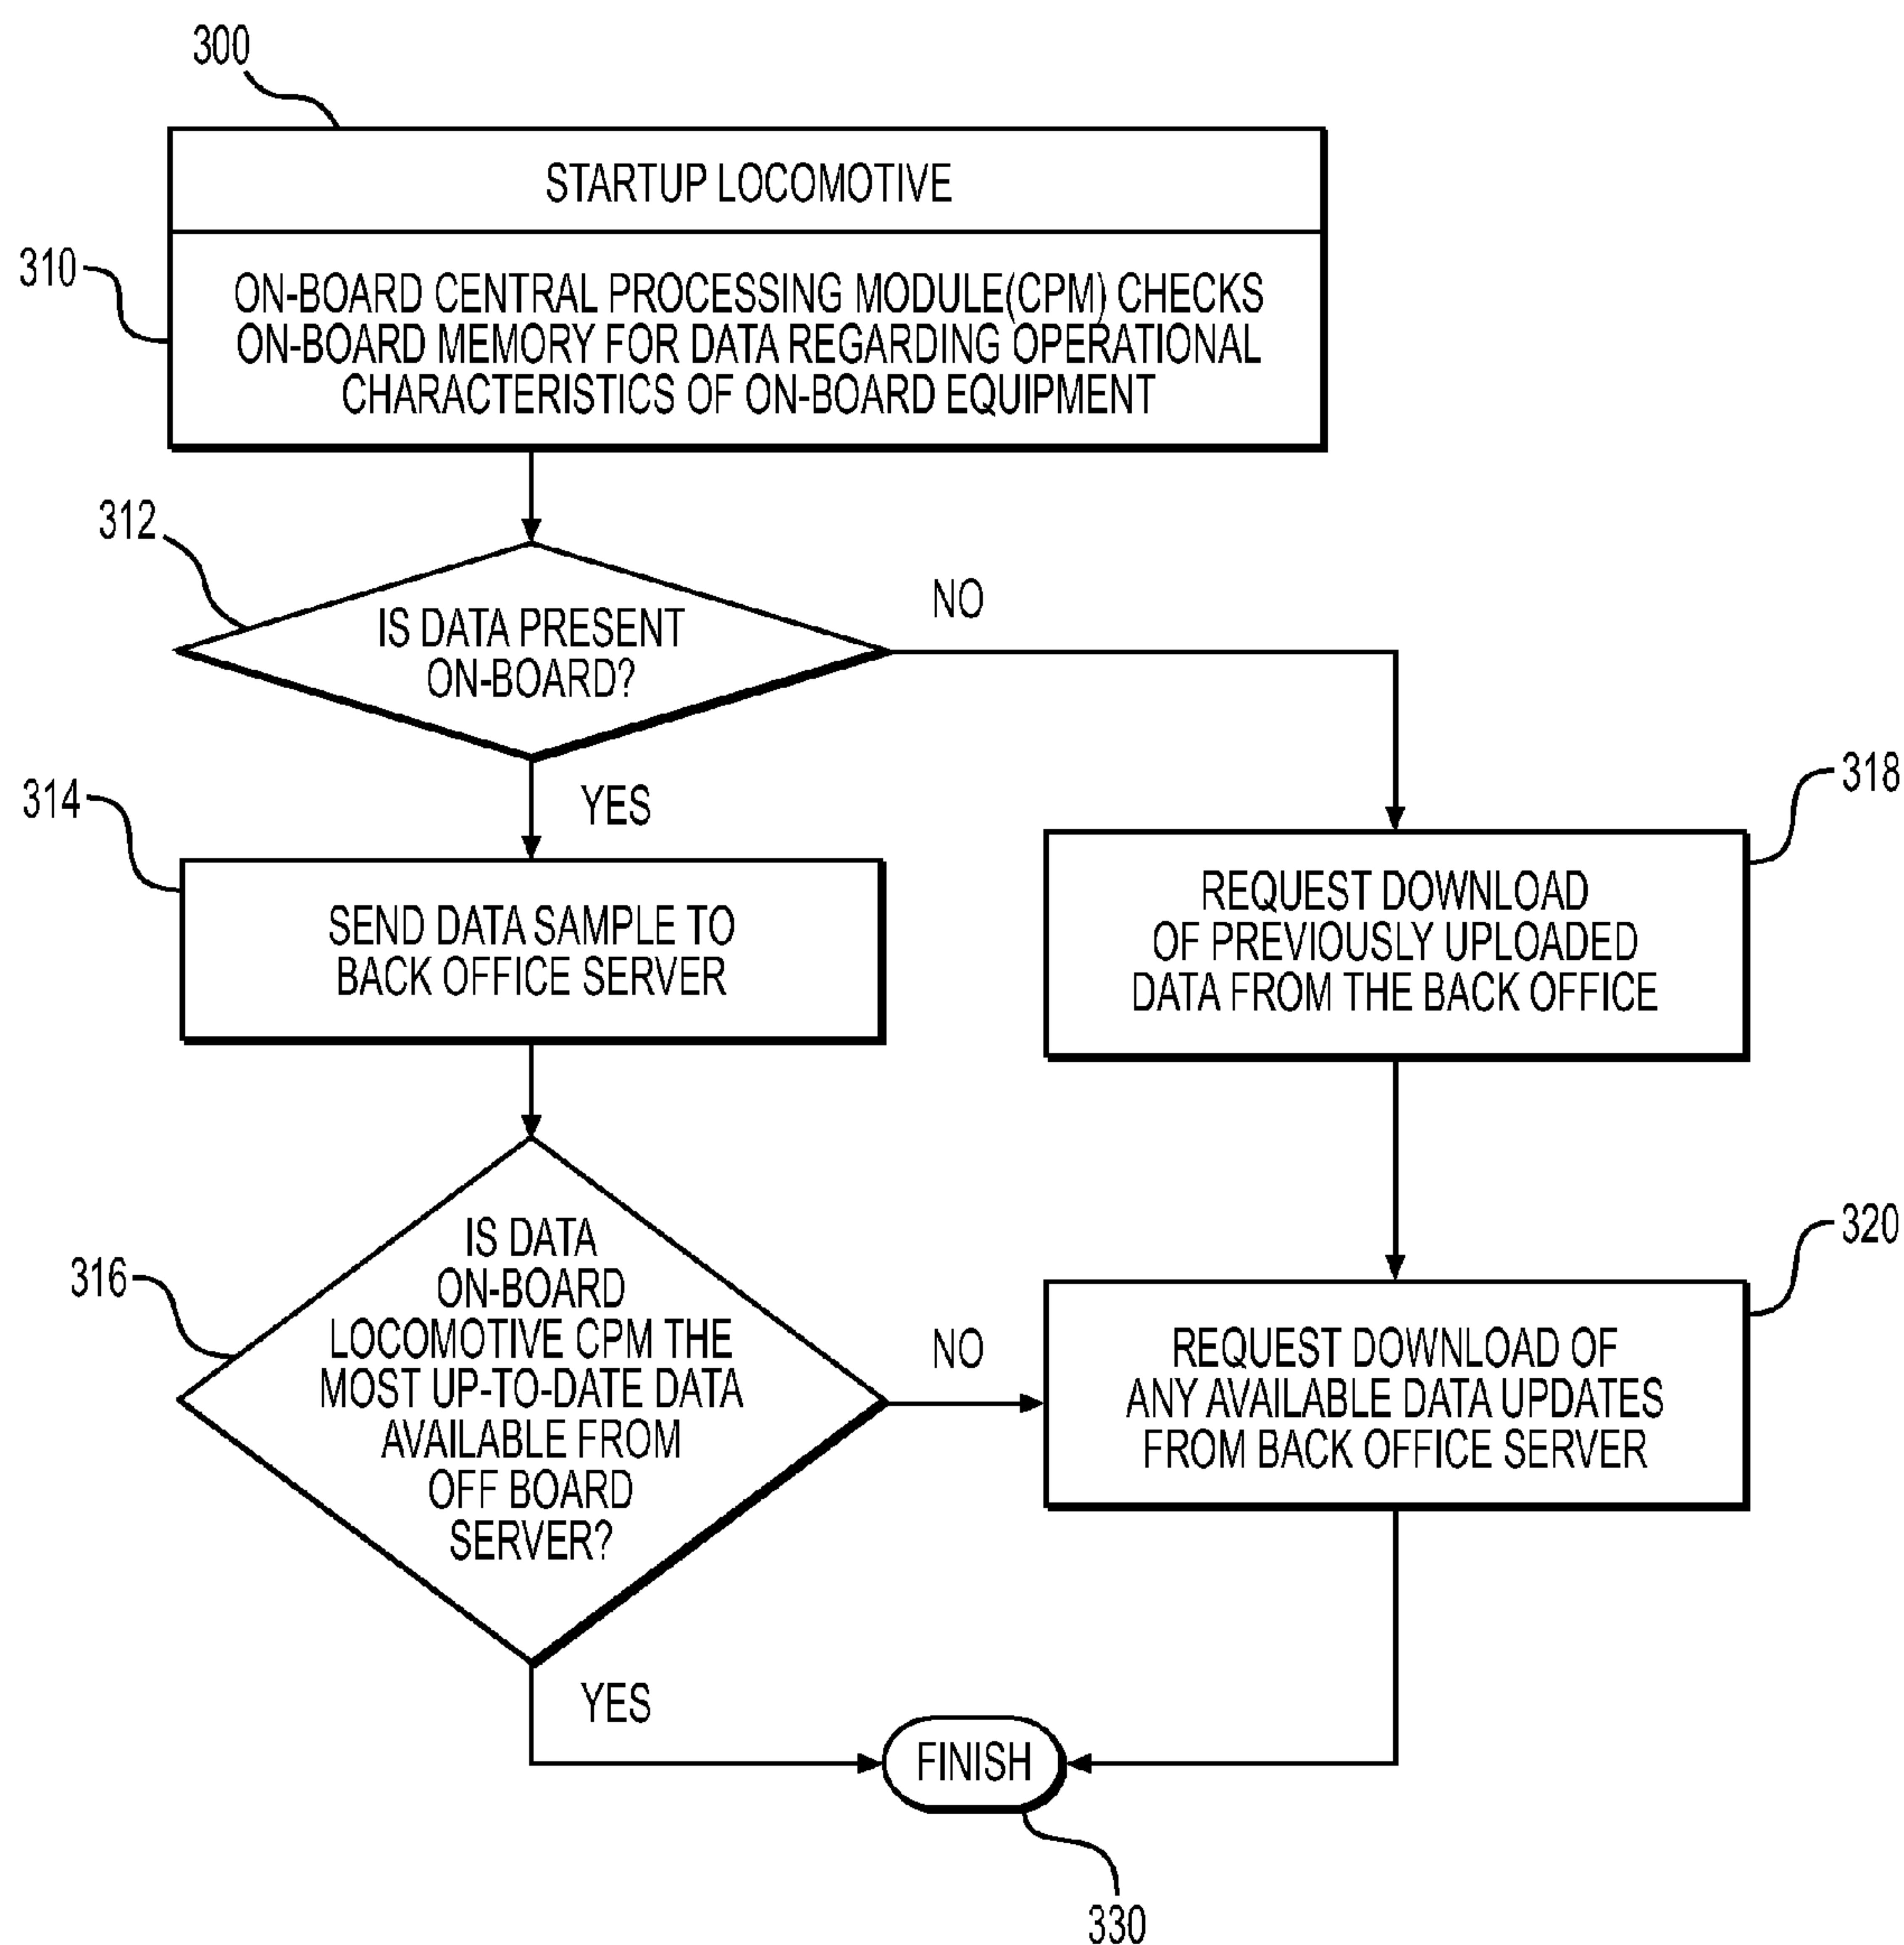 300
STARTUP LOCOMOTIVE
310
ON-BOARD CENTRAL PROCESSING MODULE(CPM) CHECKS
ON-BOARD MEMORY FOR DATA REGARDING OPERATIONAL
CHARACTERISTICS OF ON-BOARD EQUIPMENT
312
IS DATA PRESENT
ON-BOARD?
NO
YES
314
SEND DATA SAMPLE TO
BACK OFFICE SERVER
318
REQUEST DOWNLOAD
OF PREVIOUSLY UPLOADED
DATA FROM THE BACK OFFICE
316
IS DATA
ON-BOARD
LOCOMOTIVE CPM THE
MOST UP-TO-DATE DATA
AVAILABLE FROM
OFF BOARD
SERVER?
NO
YES
320
REQUEST DOWNLOAD OF
ANY AVAILABLE DATA UPDATES
FROM BACK OFFICE SERVER
FINISH
330